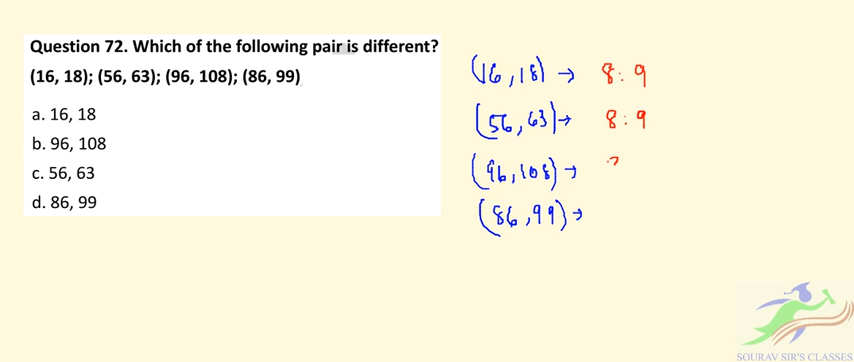 Question 72. Which of the following pair is different?
(16, 18); (56, 63); (96, 108); (86, 99)
a. 16, 18
b. 96, 108
c. 56, 63
d. 86, 99
(16, 18) → 8:9
(56, 63) → 8:9
(96, 108) →
(86, 99) →
SOURAV SIR'S CLASSES